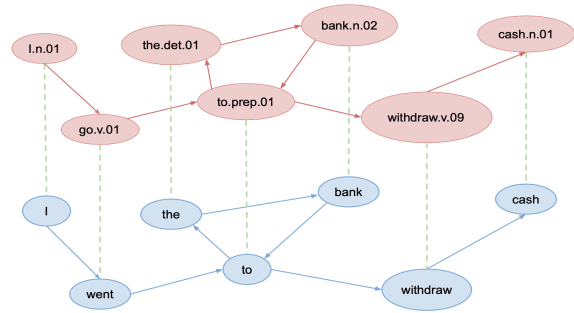 I.n.01
the.det.01
bank.n.02
cash.n.01
go.v.01
to.prep.01
withdraw.v.09
I
the
bank
cash
went
to
withdraw